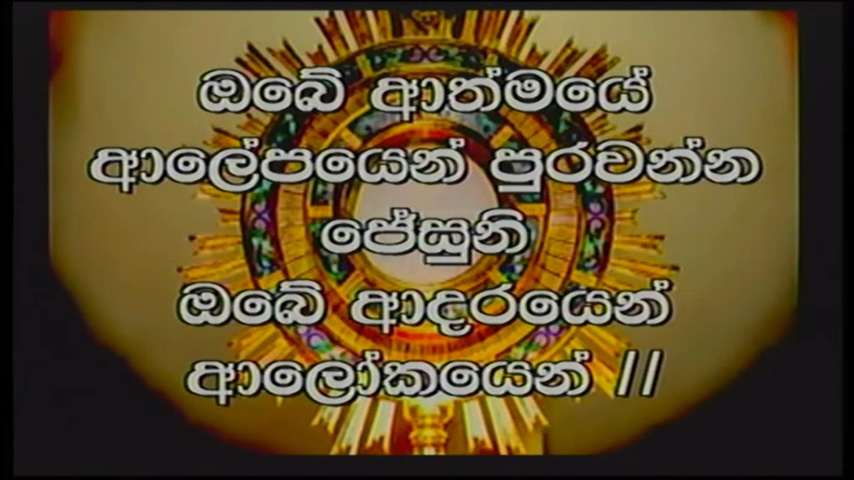 ඔබේ ආත්මයේ
ආලේපයෙන් පුරවන්න
ජේසුනි
ඔබේ ආදරයෙන්
ආලෝකයෙන් //